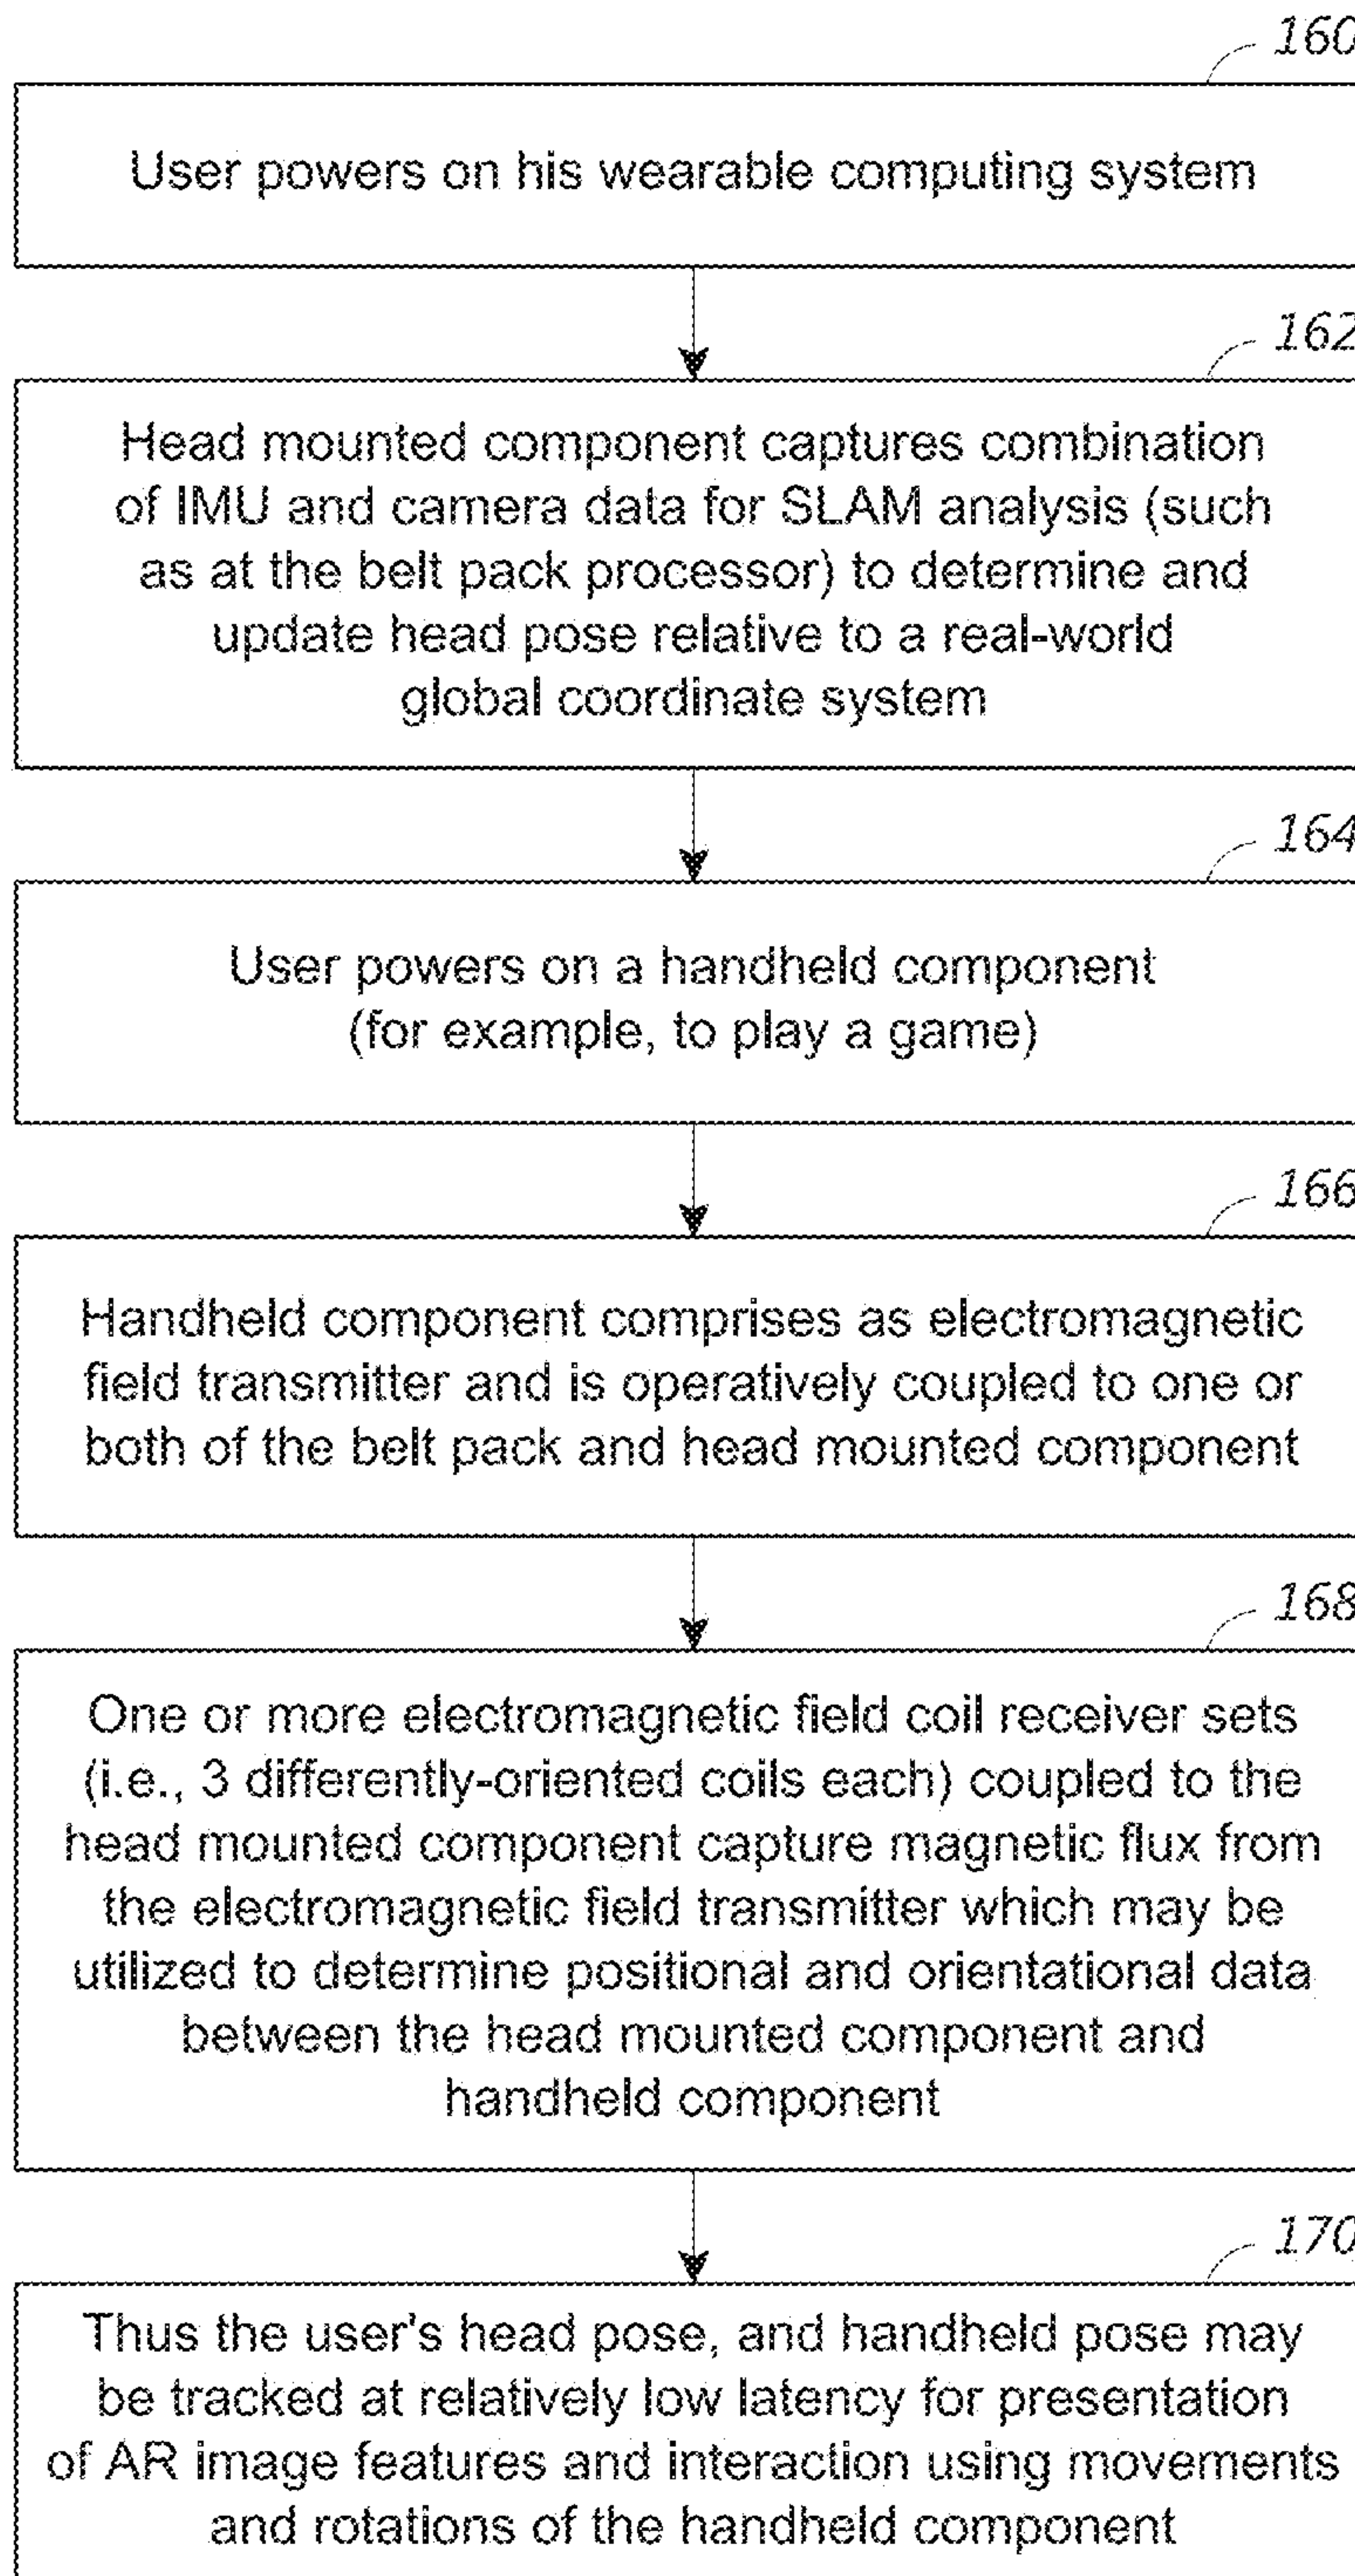 160
User powers on his wearable computing system
162
Head mounted component captures combination
of IMU and camera data for SLAM analysis (such
as at the belt pack processor) to determine and
update head pose relative to a real-world
global coordinate system
164
User powers on a handheld component
(for example, to play a game)
166
Handheld component comprises as electromagnetic
field transmitter and is operatively coupled to one or
both of the belt pack and head mounted component
168
One or more electromagnetic field coil receiver sets
(i.e., 3 differently-oriented coils each) coupled to the
head mounted component capture magnetic flux from
the electromagnetic field transmitter which may be
utilized to determine positional and orientational data
between the head mounted component and
handheld component
170
Thus the user's head pose, and handheld pose may
be tracked at relatively low latency for presentation
of AR image features and interaction using movements
and rotations of the handheld component